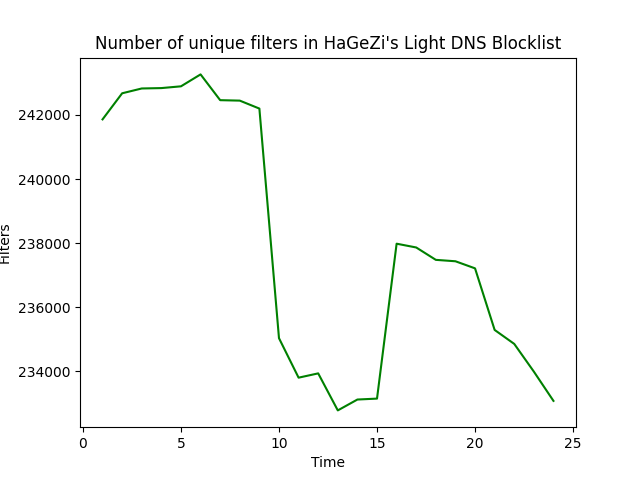 Number of unique filters in HaGeZi's Light DNS Blocklist
242000
240000
238000
236000
234000
Filters
0 5 10 15 20 25
Time